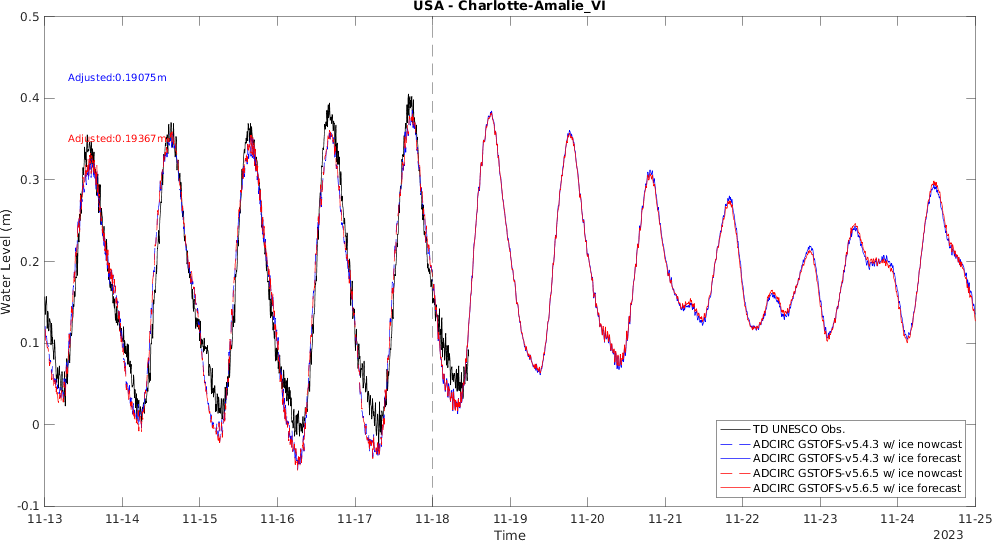 USA - Charlotte-Amalie_VI
0.5
Adjusted:0.19075m
0.4
Adjusted:0.19367m
0.3
Water Level (m)
0.2
0.1
0
-0.1
TD UNESCO Obs.
ADCIRC GSTOFS-v5.4.3 w/ ice nowcast
ADCIRC GSTOFS-v5.4.3 w/ ice forecast
ADCIRC GSTOFS-v5.6.5 w/ ice nowcast
ADCIRC GSTOFS-v5.6.5 w/ ice forecast
11-13 11-14 11-15 11-16 11-17 11-18 11-19 11-20 11-21 11-22 11-23 11-24 11-25
Time
2023